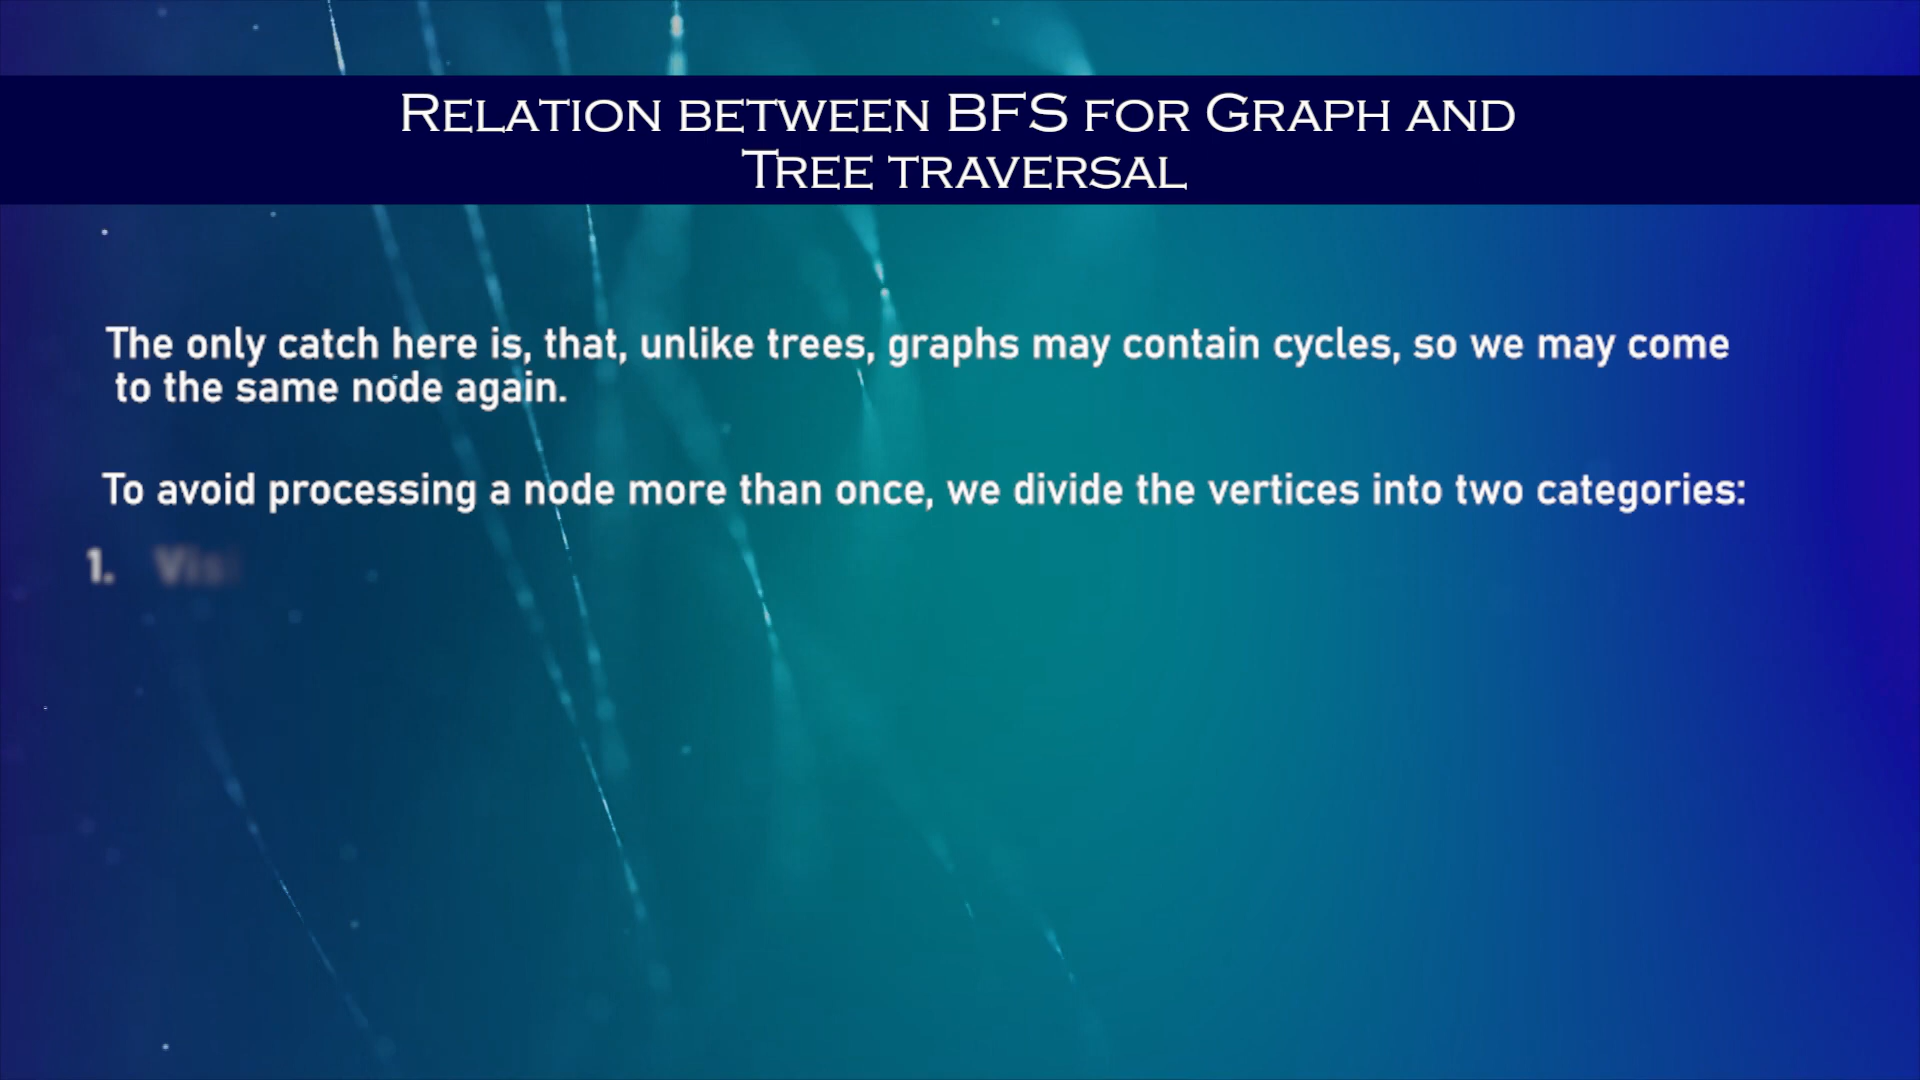 RELATION BETWEEN BFS FOR GRAPH AND
TREE TRAVERSAL
The only catch here is, that, unlike trees, graphs may contain cycles, so we may come
to the same node again.
To avoid processing a node more than once, we divide the vertices into two categories:
1.